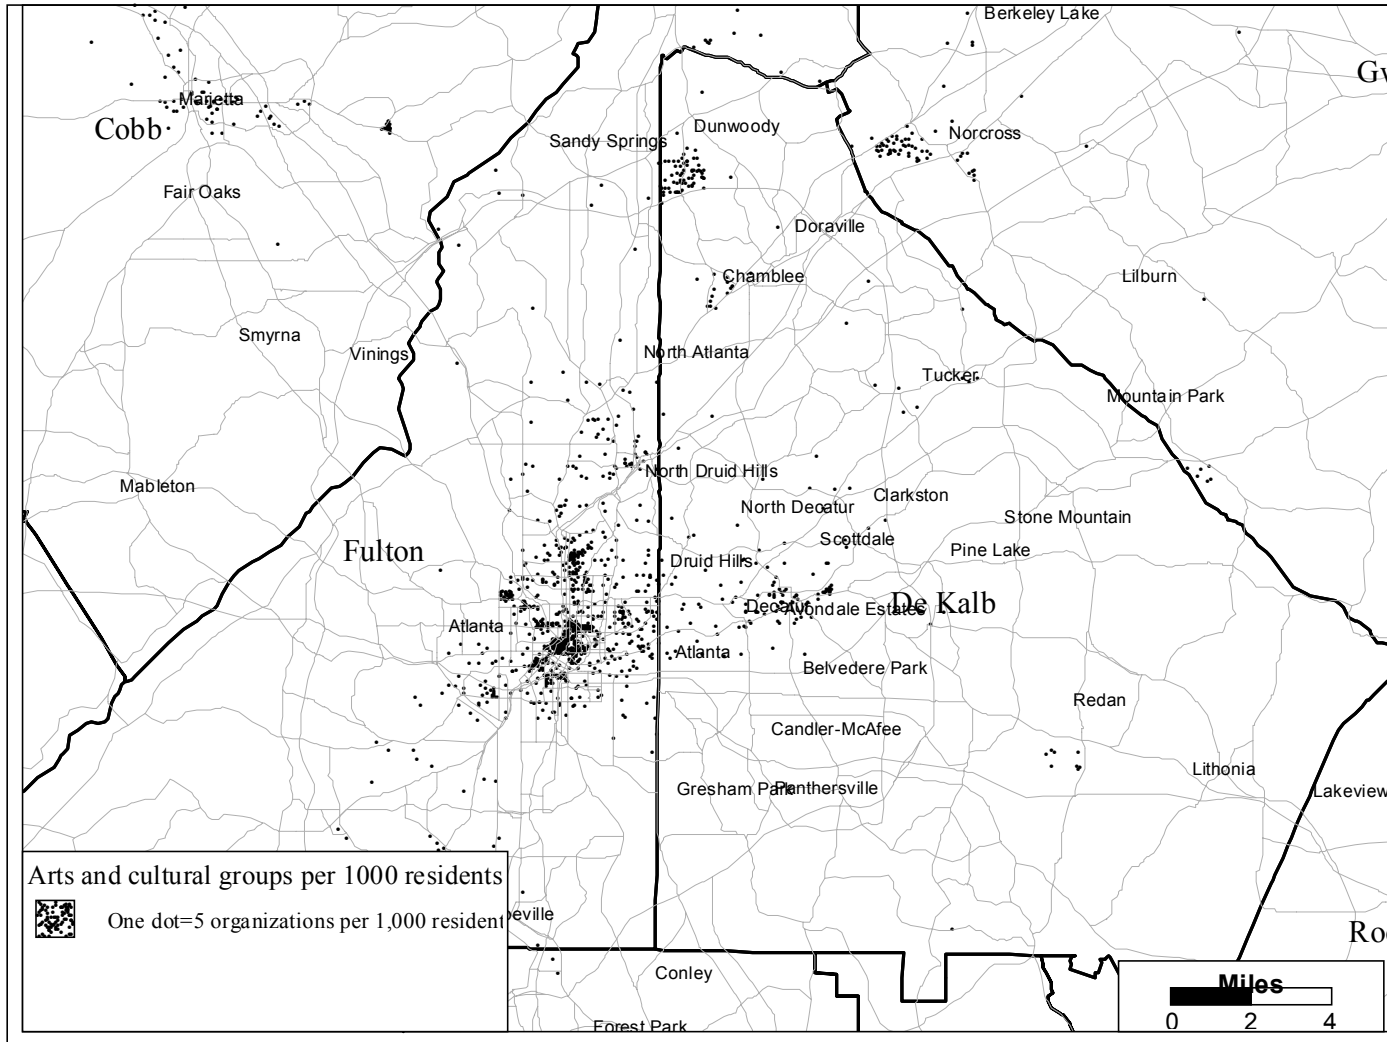 Berkeley Lake
Gw
Marietta
Cobb
Dunwoody
Norcross
Sandy Springs
Fair Oaks
Doraville
Chamblee
Lilburn
Smyrna
Vinings
North Atlanta
Tucker
Mountain Park
Mableton
North Druid Hills
Clarkston
North Decatur
Stone Mountain
Scottdale
Fulton
Pine Lake
Druid Hills
De Kalb
Decatur
Avondale Estates
Atlanta
Atlanta
Belvedere Park
Redan
Candler-McAfee
Lithonia
Gresham Park
Panthersville
Lakeview
Arts and cultural groups per 1000 residents
One dot=5 organizations per 1,000 resident
peville
Roc
Conley
Miles
0 2 4
Forest Park